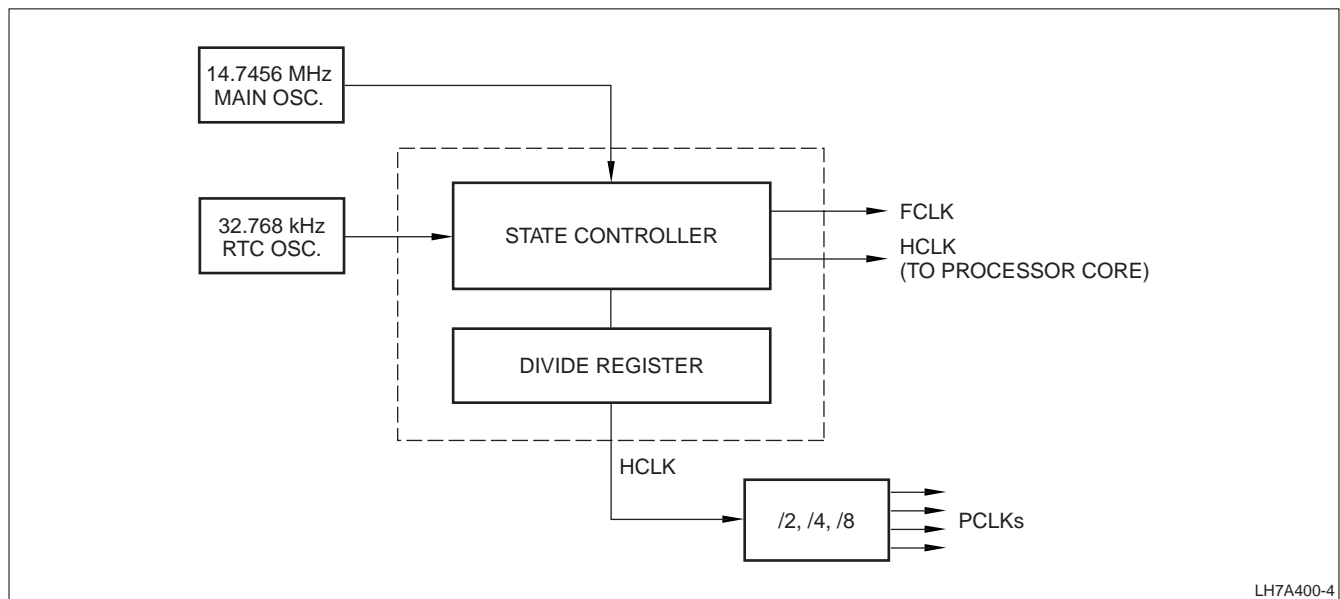 14.7456 MHz
MAIN OSC.
32.768 kHz
RTC OSC.
STATE CONTROLLER
FCLK
HCLK
(TO PROCESSOR CORE)
DIVIDE REGISTER
HCLK
/2, /4, /8
PCLKs
LH7A400-4